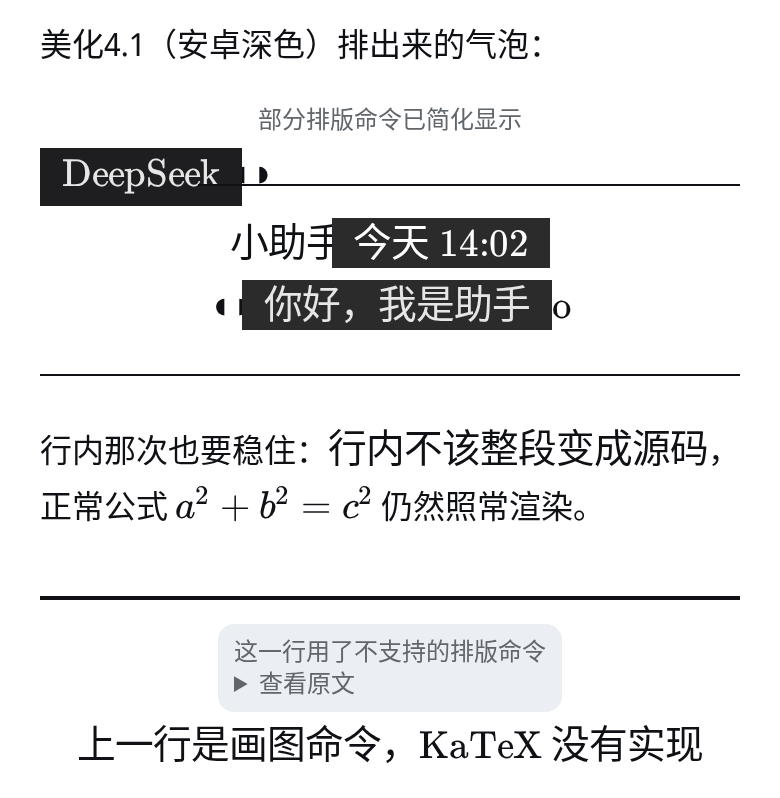 美化4.1（安卓深色）排出来的气泡：
部分排版命令已简化显示
DeepSeek
小助手 今天 14:02
你好，我是助手 o
行内那次也要稳住：行内不该整段变成源码，
正常公式 a² + b² = c² 仍然照常渲染。
这一行用了不支持的排版命令
▶ 查看原文
上一行是画图命令，KaTeX 没有实现